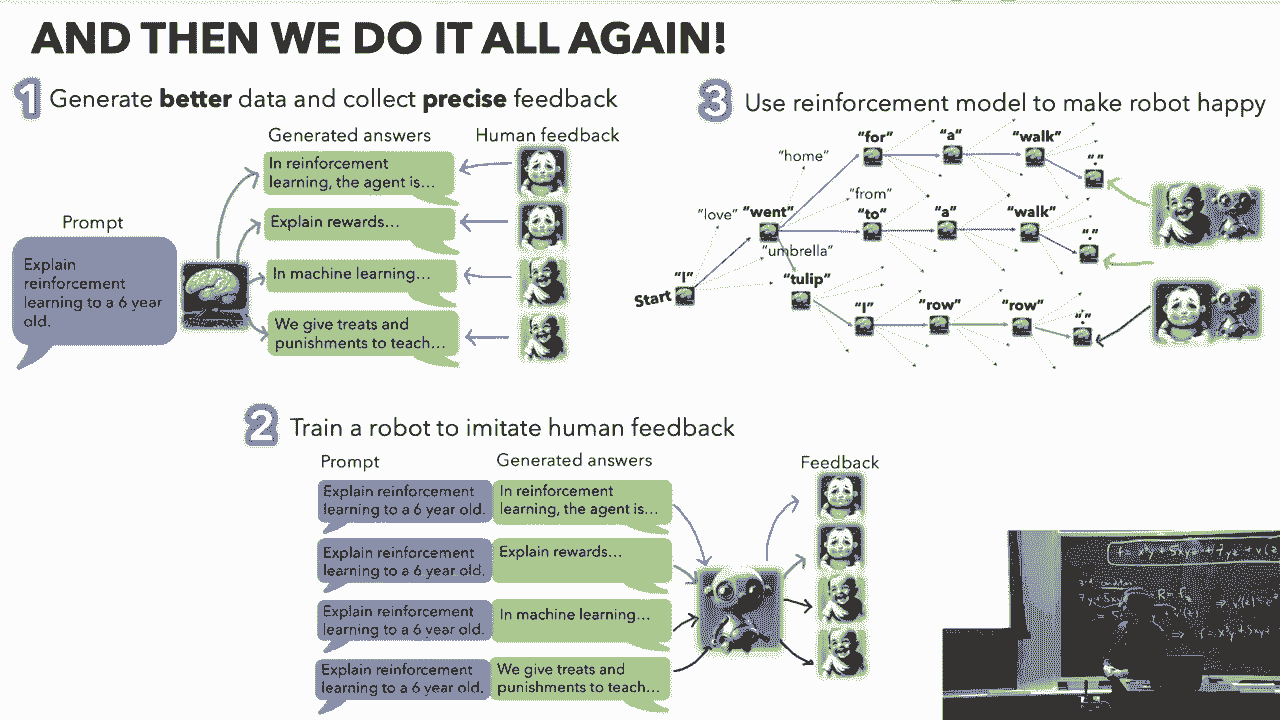 AND THEN WE DO IT ALL AGAIN!
1 Generate better data and collect precise feedback
Generated answers
Human feedback
Prompt
Explain
reinforcement
learning to a 6 year
old.
In reinforcement
learning, the agent is...
Explain rewards...
In machine learning...
We give treats and
punishments to teach...
3 Use reinforcement model to make robot happy
"for"
"a"
"walk"
"."
"home"
"from"
"love"
"went"
"to"
"a"
"walk"
"."
"umbrella"
"I"
Start
"tulip"
"I"
"row"
"row"
"."
2 Train a robot to imitate human feedback
Prompt
Generated answers
Feedback
Explain reinforcement
learning to a 6 year old.
In reinforcement
learning, the agent is...
Explain reinforcement
learning to a 6 year old.
Explain rewards...
Explain reinforcement
learning to a 6 year old.
In machine learning...
Explain reinforcement
learning to a 6 year old.
We give treats and
punishments to teach...